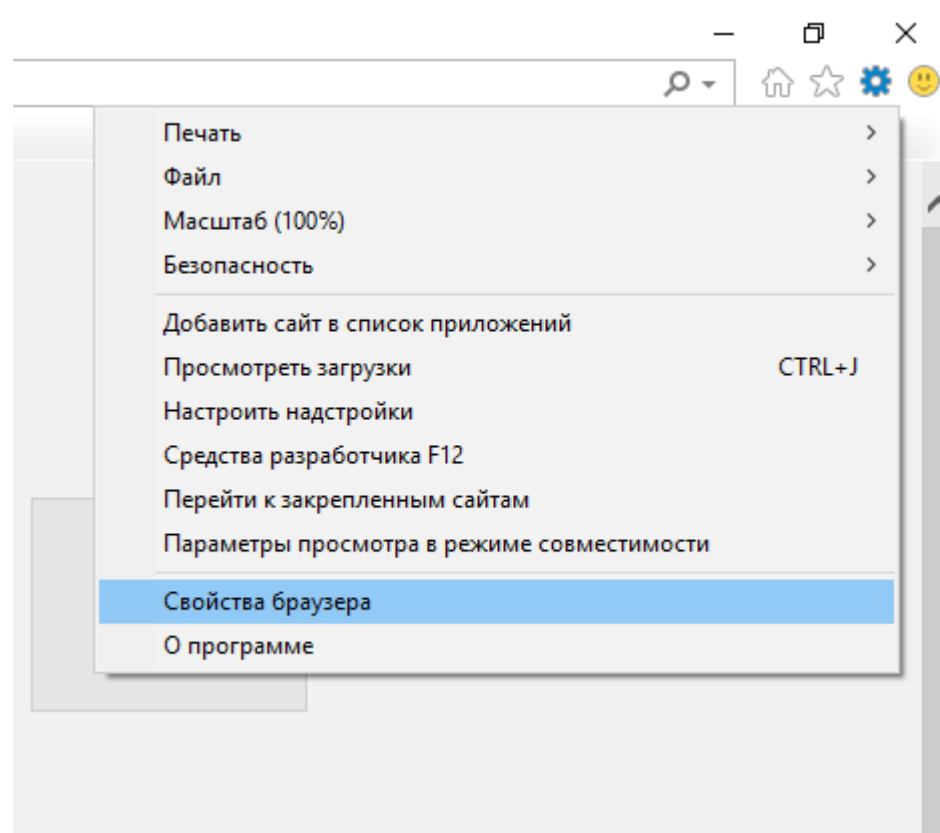 Печать
Файл
Масштаб (100%)
Безопасность
Добавить сайт в список приложений
Просмотреть загрузки CTRL+J
Настроить надстройки
Средства разработчика F12
Перейти к закрепленным сайтам
Параметры просмотра в режиме совместимости
Свойства браузера
О программе